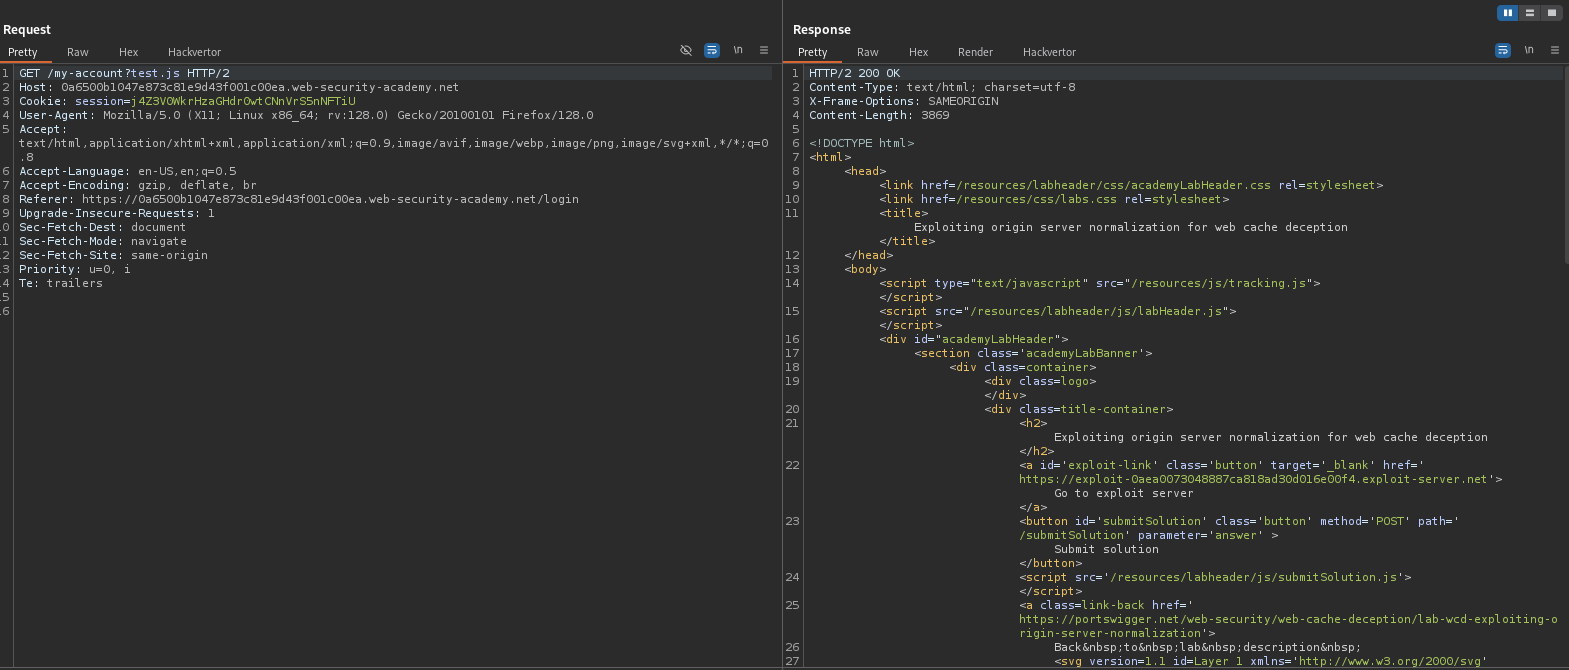 Request
Pretty Raw Hex Hackvertor \n
1 GET /my-account?test.js HTTP/2
2 Host: 0a6500b1047e873c81e9d43f001c00ea.web-security-academy.net
3 Cookie: session=j4Z3V0WkrHzaGHdr0wtCNnVrS5nNFTiU
4 User-Agent: Mozilla/5.0 (X11; Linux x86_64; rv:128.0) Gecko/20100101 Firefox/128.0
5 Accept:
text/html,application/xhtml+xml,application/xml;q=0.9,image/avif,image/webp,image/png,image/svg+xml,*/*;q=0
.8
6 Accept-Language: en-US,en;q=0.5
7 Accept-Encoding: gzip, deflate, br
8 Referer: https://0a6500b1047e873c81e9d43f001c00ea.web-security-academy.net/login
9 Upgrade-Insecure-Requests: 1
10 Sec-Fetch-Dest: document
11 Sec-Fetch-Mode: navigate
12 Sec-Fetch-Site: same-origin
13 Priority: u=0, i
14 Te: trailers
15
16
Response
Pretty Raw Hex Render Hackvertor \n
1 HTTP/2 200 OK
2 Content-Type: text/html; charset=utf-8
3 X-Frame-Options: SAMEORIGIN
4 Content-Length: 3869
5
6 <!DOCTYPE html>
7 <html>
8 <head>
9 <link href=/resources/labheader/css/academyLabHeader.css rel=stylesheet>
10 <link href=/resources/css/labs.css rel=stylesheet>
11 <title>
Exploiting origin server normalization for web cache deception
</title>
12 </head>
13 <body>
14 <script type="text/javascript" src="/resources/js/tracking.js">
</script>
15 <script src="/resources/labheader/js/labHeader.js">
</script>
16 <div id="academyLabHeader">
17 <section class='academyLabBanner'>
18 <div class=container>
19 <div class=logo>
</div>
20 <div class=title-container>
21 <h2>
Exploiting origin server normalization for web cache deception
</h2>
22 <a id='exploit-link' class='button' target='_blank' href='
https://exploit-0aea0073048887ca818ad30d016e00f4.exploit-server.net'>
Go to exploit server
</a>
23 <button id='submitSolution' class='button' method='POST' path='
/submitSolution' parameter='answer' >
Submit solution
</button>
24 <script src='/resources/labheader/js/submitSolution.js'>
</script>
25 <a class=link-back href='
https://portswigger.net/web-security/web-cache-deception/lab-wcd-exploiting-o
rigin-server-normalization'>
26 Back&nbsp;to&nbsp;lab&nbsp;description&nbsp;
27 <svg version=1.1 id=Layer_1 xmlns='http://www.w3.org/2000/svg'